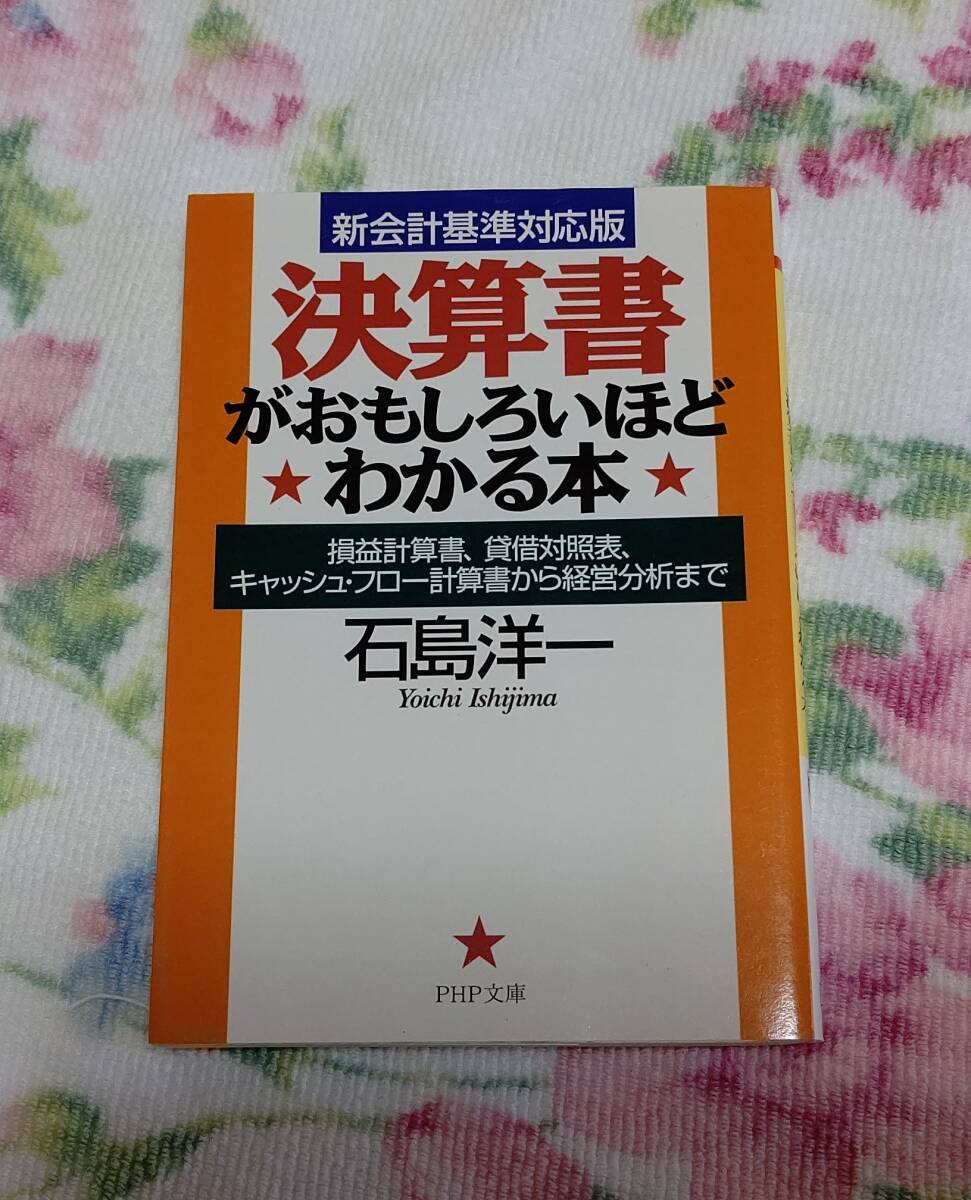 新会計基準対応版
決算書
がおもしろいほど
★わかる本★
損益計算書、貸借対照表、
キャッシュ・フロー計算書から経営分析まで
石島洋一
Yoichi Ishijima
PHP文庫